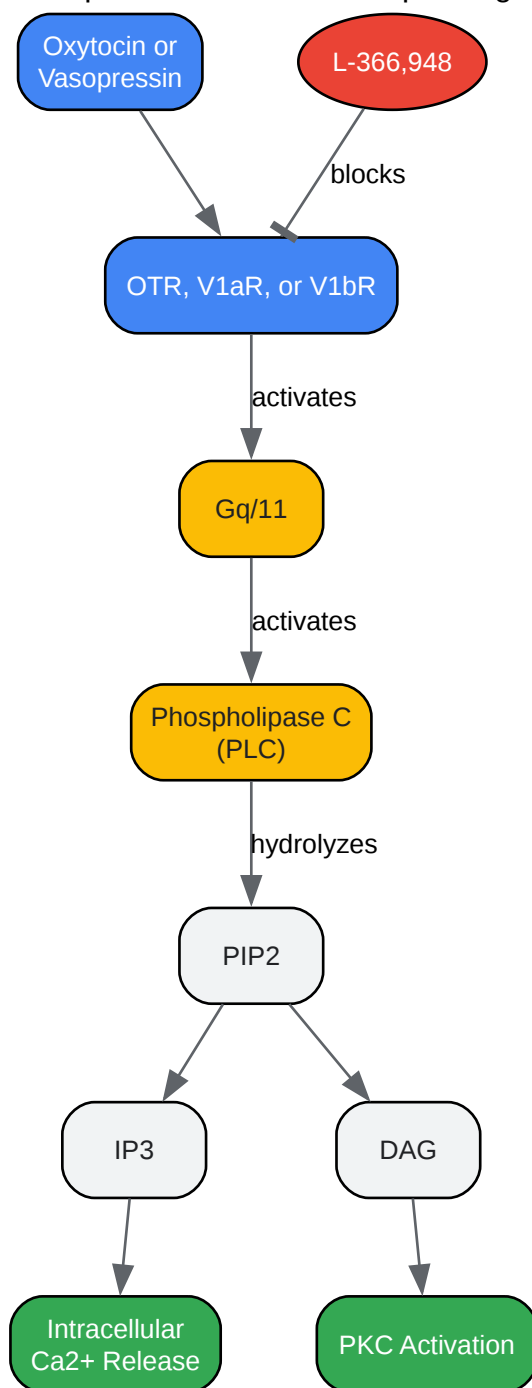 Oxytocin or
Vasopressin
L-366,948
blocks
OTR, V1aR, or V1bR
activates
Gq/11
activates
Phospholipase C
(PLC)
hydrolyzes
PIP2
IP3
DAG
Intracellular
Ca2+ Release
PKC Activation